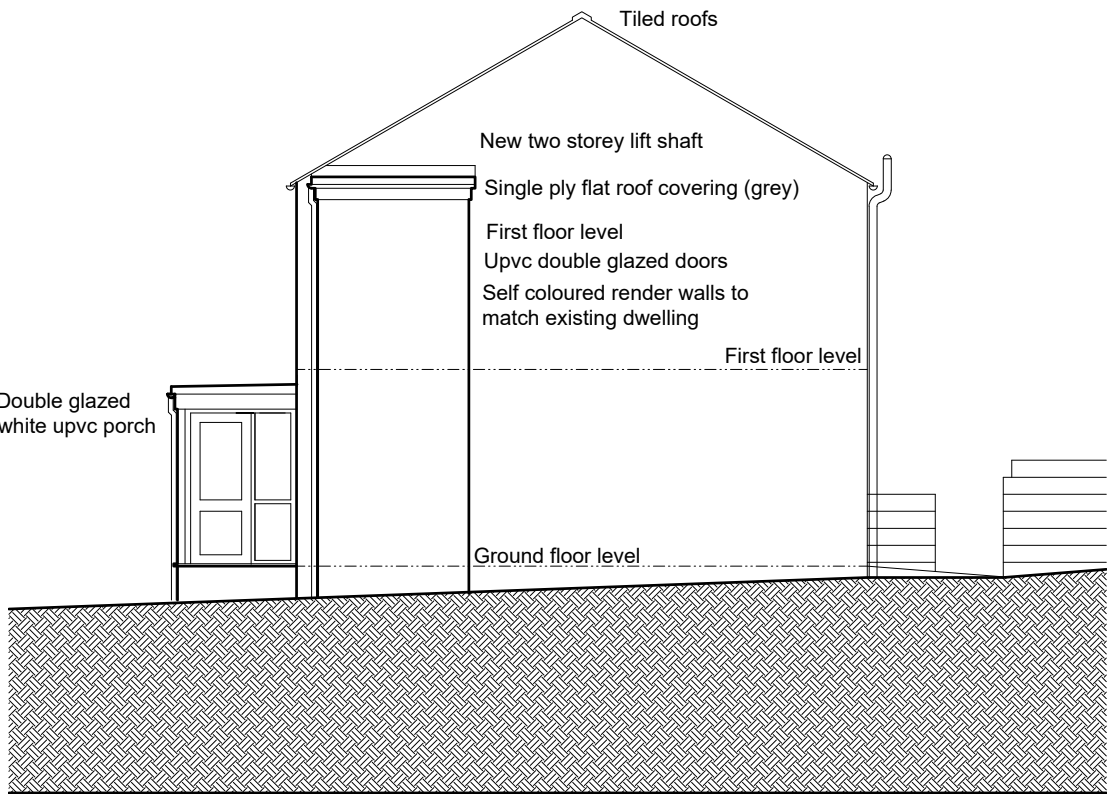 Tiled roofs
New two storey lift shaft
Single ply flat roof covering (grey)
First floor level
Upvc double glazed doors
Self coloured render walls to
match existing dwelling
First floor level
Double glazed
white upvc porch
Ground floor level